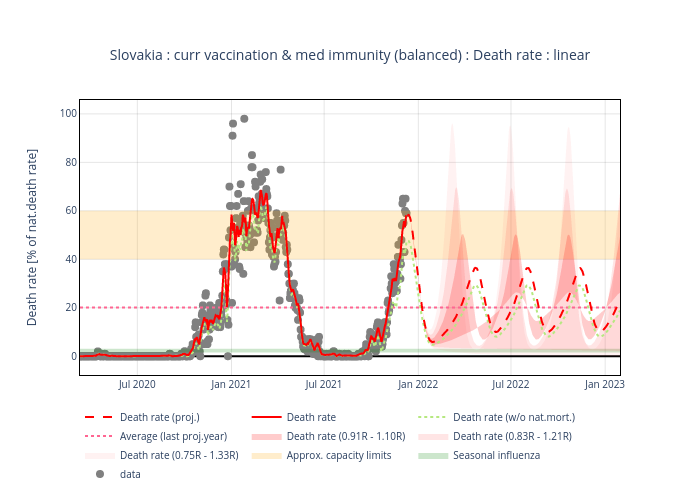 Slovakia : curr vaccination & med immunity (balanced) : Death rate : linear
Death rate [% of nat.death rate]
100
80
60
40
20
0
Jul 2020
Jan 2021
Jul 2021
Jan 2022
Jul 2022
Jan 2023
Death rate (proj.)
Death rate
Death rate (w/o nat.mort.)
Average (last proj.year)
Death rate (0.91R - 1.10R)
Death rate (0.83R - 1.21R)
Death rate (0.75R - 1.33R)
Approx. capacity limits
Seasonal influenza
data